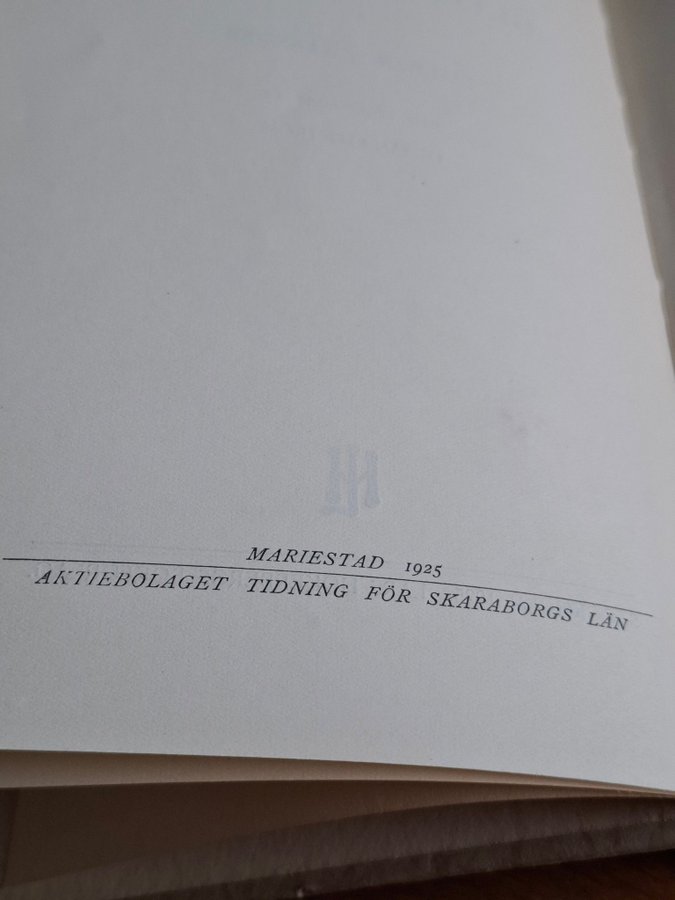 MARIESTAD 1925
AKTIEBOLAGET TIDNING FÖR SKARABORGS LÄN